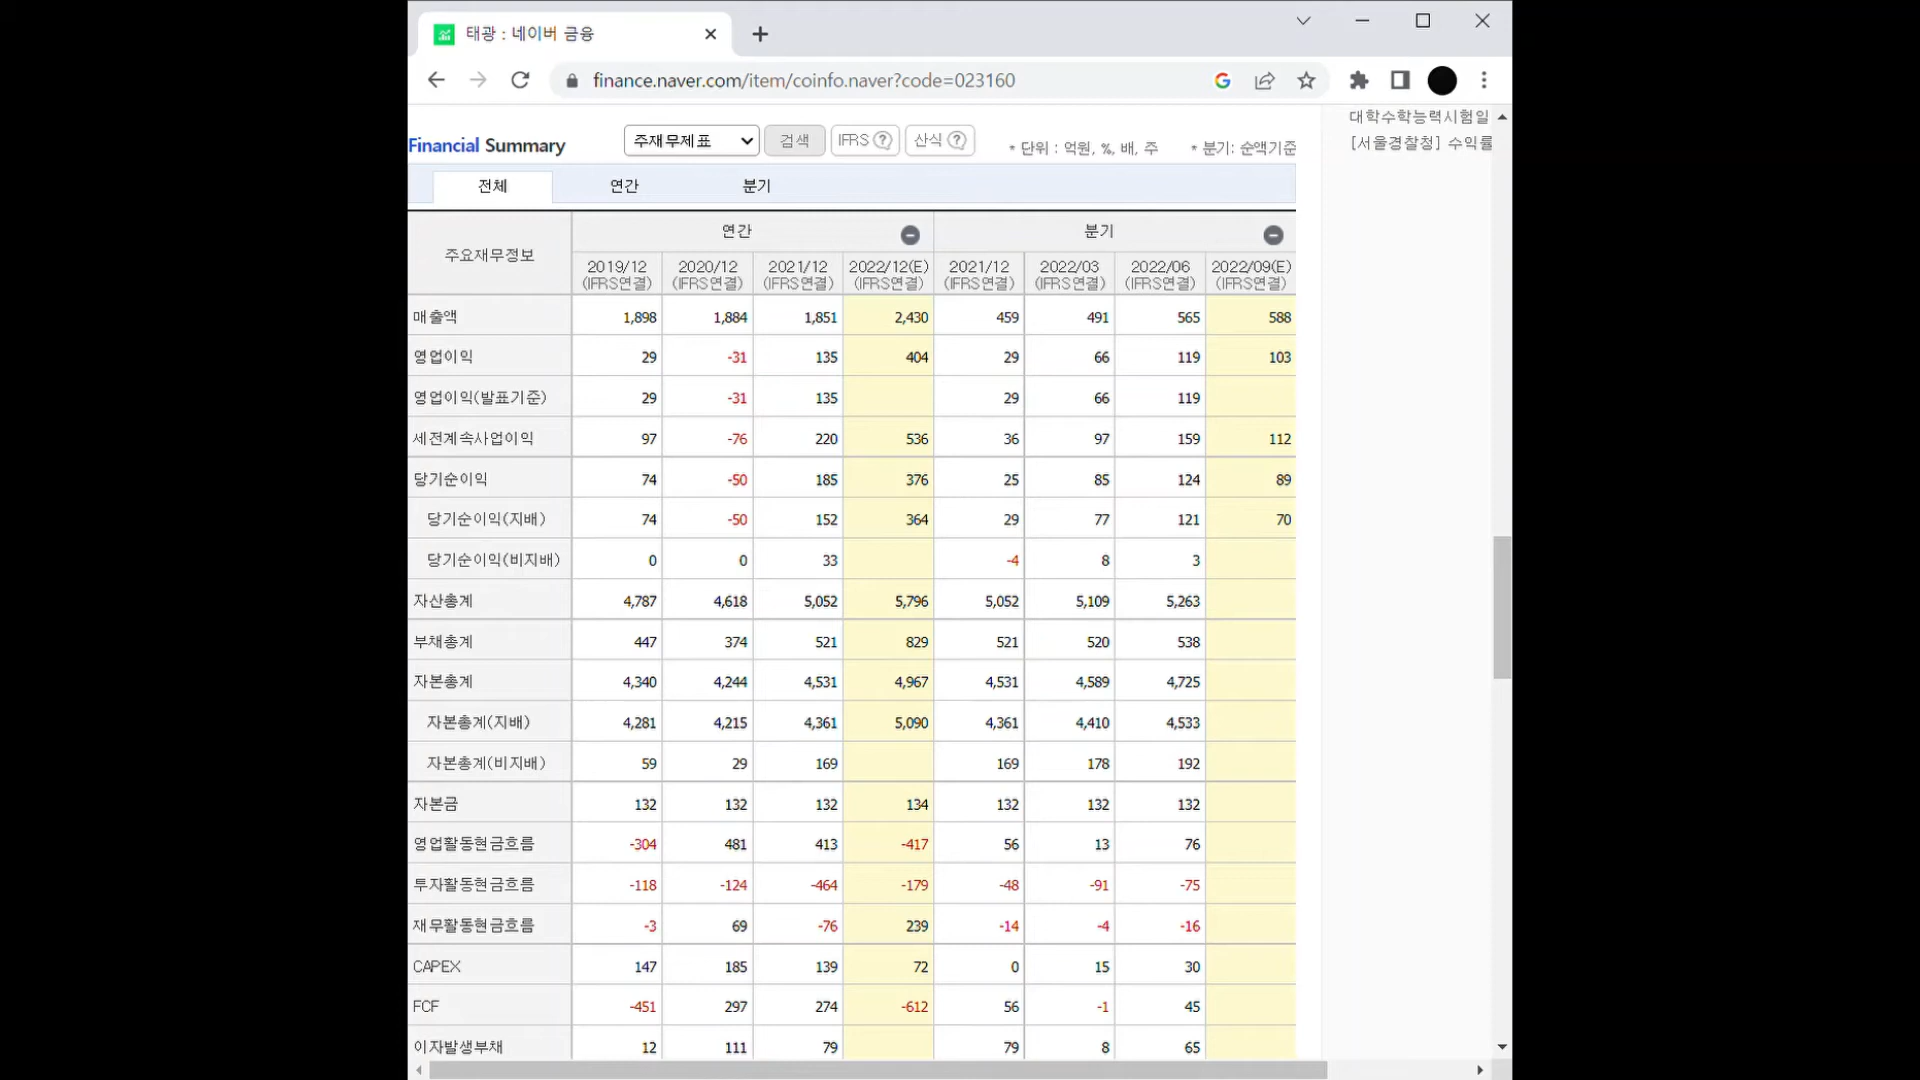 태광 : 네이버 금융
finance.naver.com/item/coinfo.naver?code=023160
대학수학능력시험일
[서울경찰청] 수익률
Financial Summary 주재무제표 검색 IFRS ? 산식 ? * 단위 : 억원, %, 배, 주 * 분기: 순액기준
전체 연간 분기
주요재무정보 연간 분기
2019/12 2020/12 2021/12 2022/12(E) 2021/12 2022/03 2022/06 2022/09(E)
(IFRS연결) (IFRS연결) (IFRS연결) (IFRS연결) (IFRS연결) (IFRS연결) (IFRS연결) (IFRS연결)
매출액 1,898 1,884 1,851 2,430 459 491 565 588
영업이익 29 -31 135 404 29 66 119 103
영업이익(발표기준) 29 -31 135 29 66 119
세전계속사업이익 97 -76 220 536 36 97 159 112
당기순이익 74 -50 185 376 25 85 124 89
당기순이익(지배) 74 -50 152 364 29 77 121 70
당기순이익(비지배) 0 0 33 -4 8 3
자산총계 4,787 4,618 5,052 5,796 5,052 5,109 5,263
부채총계 447 374 521 829 521 520 538
자본총계 4,340 4,244 4,531 4,967 4,531 4,589 4,725
자본총계(지배) 4,281 4,215 4,361 5,090 4,361 4,410 4,533
자본총계(비지배) 59 29 169 169 178 192
자본금 132 132 132 134 132 132 132
영업활동현금흐름 -304 481 413 -417 56 13 76
투자활동현금흐름 -118 -124 -464 -179 -48 -91 -75
재무활동현금흐름 -3 69 -76 239 -14 -4 -16
CAPEX 147 185 139 72 0 15 30
FCF -451 297 274 -612 56 -1 45
이자발생부채 12 111 79 79 8 65